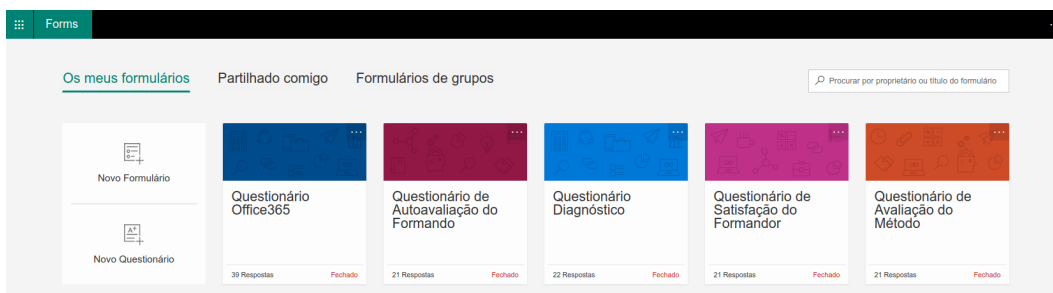 Forms
Os meus formulários Partilhado comigo Formulários de grupos
Procurar por proprietário ou título do formulário
Novo Formulário
Novo Questionário
Questionário
Office365
39 Respostas Fechado
Questionário de
Autoavaliação do
Formando
21 Respostas Fechado
Questionário
Diagnóstico
22 Respostas Fechado
Questionário de
Satisfação do
Formandor
21 Respostas Fechado
Questionário de
Avaliação do
Método
21 Respostas Fechado